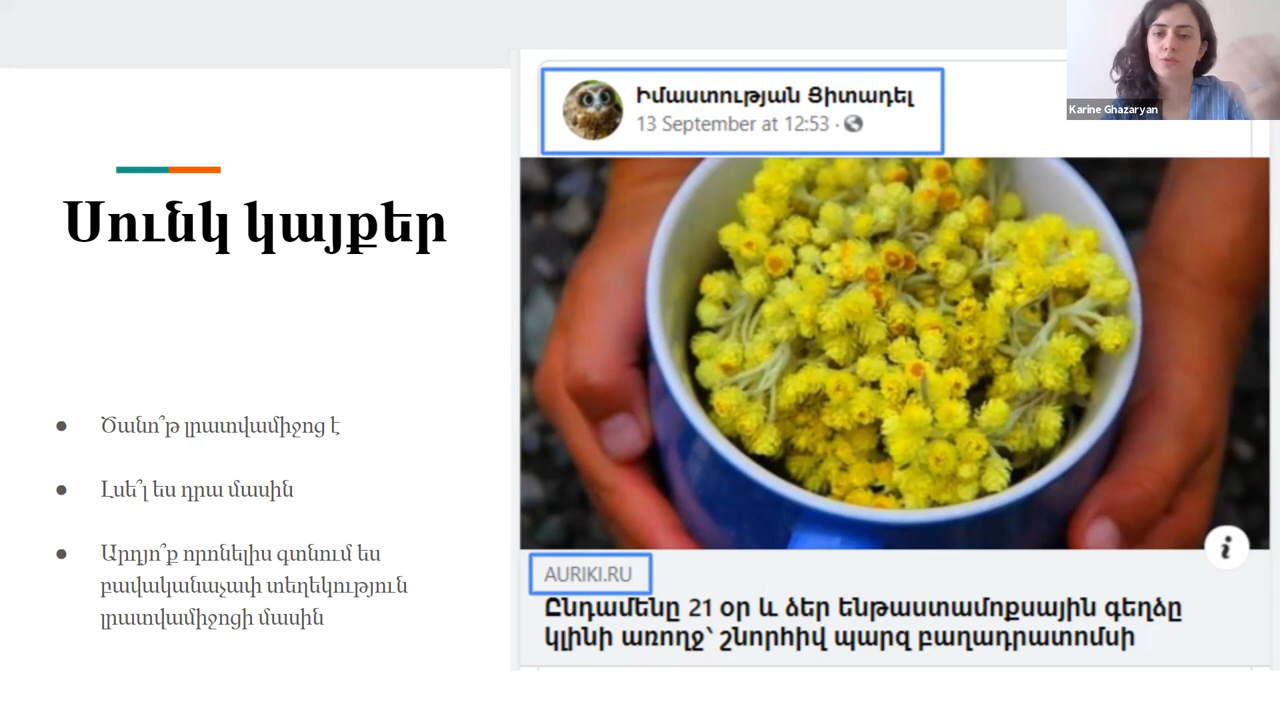 Սունկ կայքեր
● Ծանո՞թ լրատվամիջոց է
● Լսե՞լ ես դրա մասին
● Արդյո՞ք որոնելիս գտնում ես
բավականաչափ տեղեկություն
լրատվամիջոցի մասին
Իմաստության Ցիտադել
13 September at 12:53 ·
AURIKI.RU
Ընդամենը 21 օր և ձեր ենթաստամոքսային գեղձը
կլինի առողջ՝ շնորհիվ պարզ բաղադրատոմսի
Karine Ghazaryan